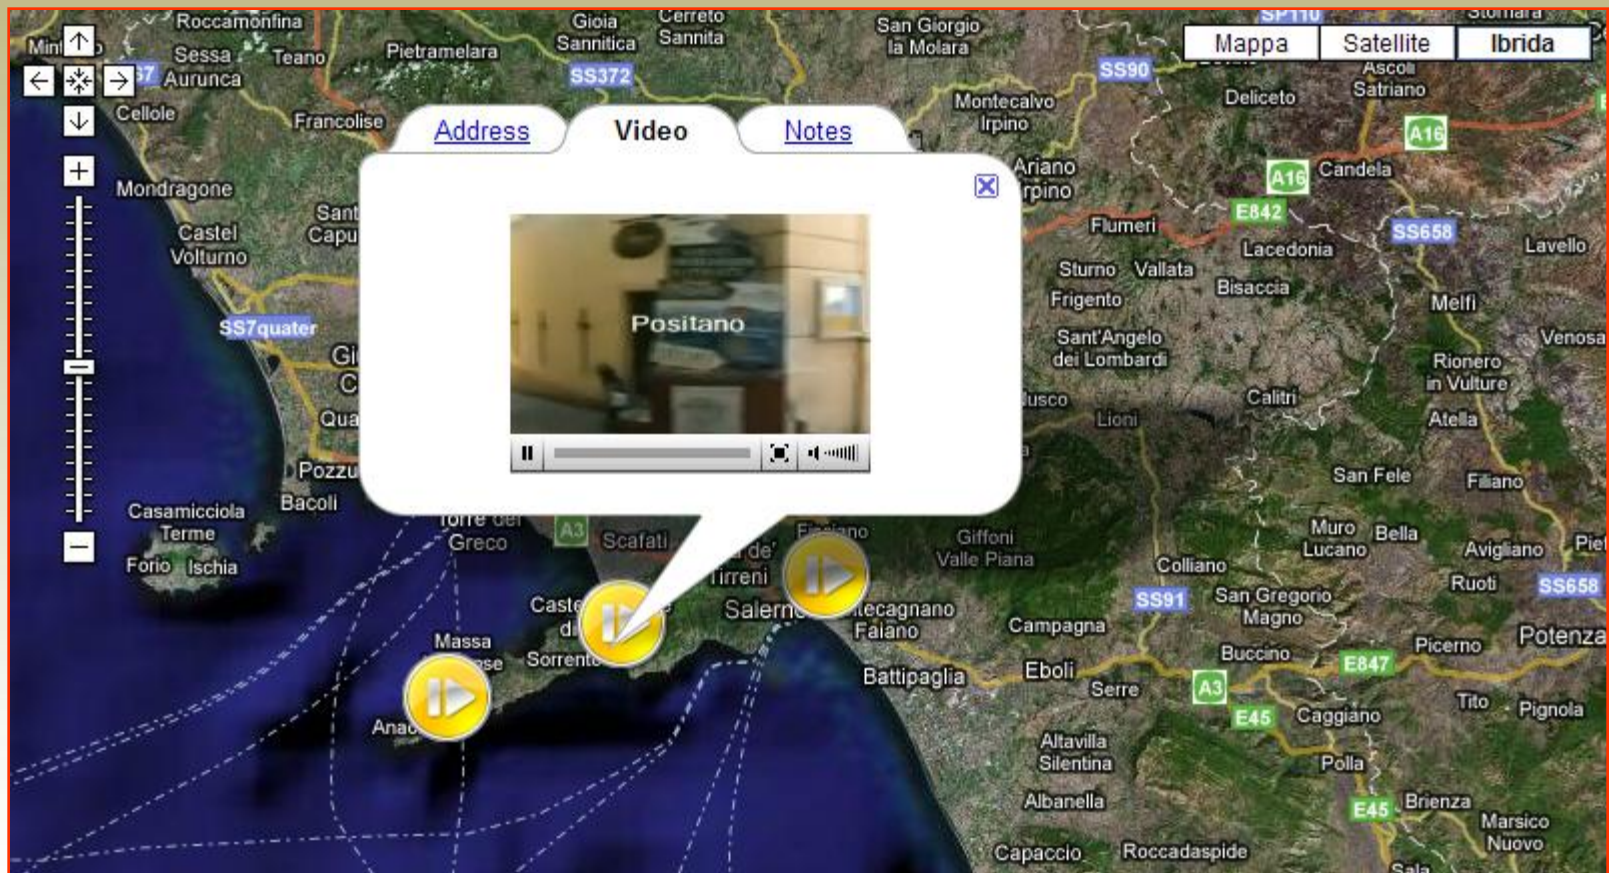 Roccamonfina
Gioia
Sannitica
Cerreto
Sannita
San Giorgio
la Molara
SP110
Stornara
Mappa
Satellite
Ibrida
Sessa
Aurunca
Teano
Pietramelara
SS372
SS90
Ascoli
Satriano
Deliceto
Cellole
Francolise
Montecalvo
Irpino
Address
Video
Notes
A16
A16
Candela
Ariano
Mondragone
Castel
Volturno
E842
Flumeri
SS658
Lacedonia
Lavello
Sturno
Vallata
Frigento
Bisaccia
Melfi
SS7quater
Positano
Sant'Angelo
dei Lombardi
Venosa
Rionero
in Vulture
Calitri
Atella
Lioni
San Fele
Filiano
Bacoli
Casamicciola
Terme
Forio
Ischia
Torre del
Greco
A3
Scafati
Giffoni
Valle Piana
Muro
Lucano
Bella
Avigliano
Colliano
Ruoti
SS658
SS91
San Gregorio
Magno
Salerno
Faiano
Campagna
Massa
Sorrento
Picerno
Potenza
Buccino
E847
Battipaglia
Eboli
Serre
A3
E45
Caggiano
Tito
Pignola
Altavilla
Silentina
Polla
Albanella
E45
Brienza
Marsico
Nuovo
Capaccio
Roccadaspide
Sala